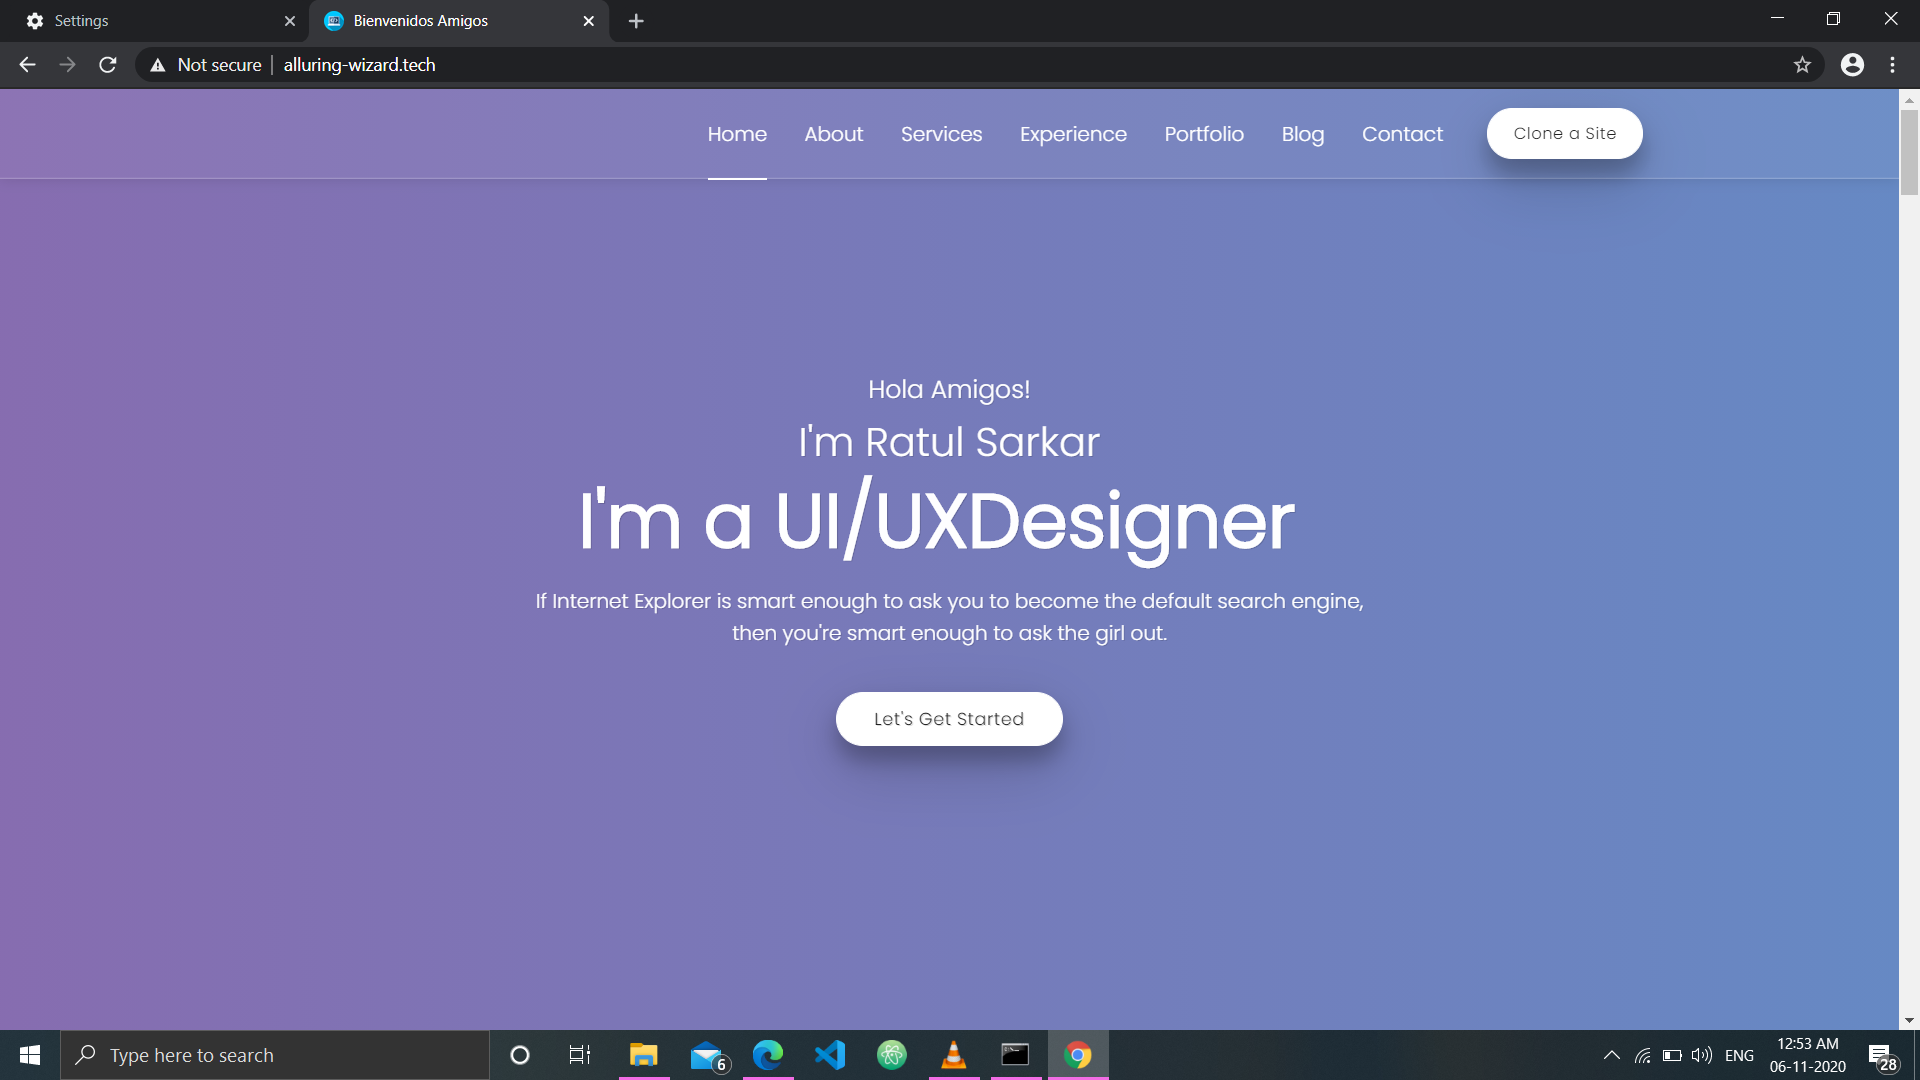 Settings
Bienvenidos Amigos
Not secure
alluring-wizard.tech
Home About Services Experience Portfolio Blog Contact Clone a Site
Hola Amigos!
I'm Ratul Sarkar
I'm a UI/UXDesigner
If Internet Explorer is smart enough to ask you to become the default search engine,
then you're smart enough to ask the girl out.
Let's Get Started
Type here to search
6
ENG
12:53 AM
06-11-2020
28